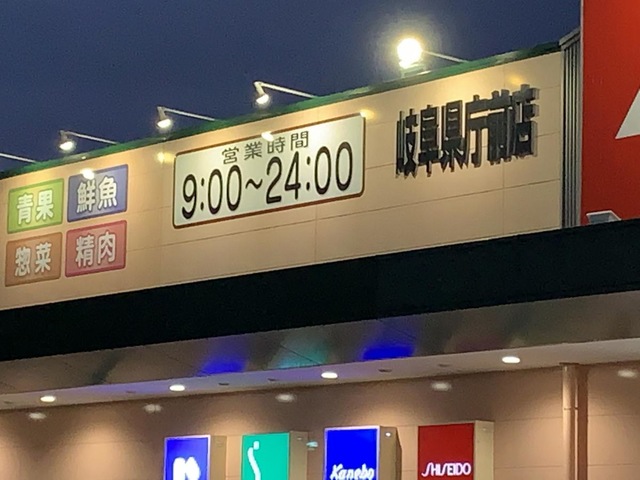 営業時間
9:00~24:00
岐阜県庁前店
青果
鮮魚
惣菜
精肉
Kanebo
SHISEIDO